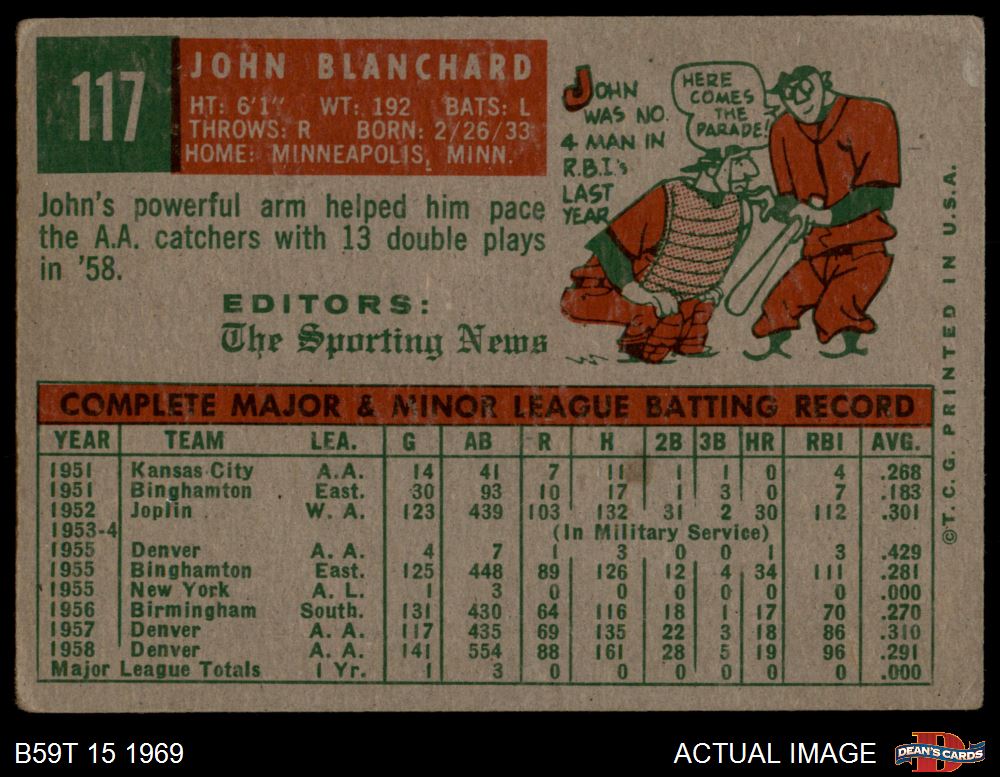 117
JOHN BLANCHARD
HT: 6'1" WT: 192 BATS: L
THROWS: R BORN: 2/26/33
HOME: MINNEAPOLIS, MINN.
John's powerful arm helped him pace
the A.A. catchers with 13 double plays
in '58.
EDITORS:
The Sporting News
JOHN
WAS NO.
4 MAN IN
R.B.I.'s
LAST
YEAR
HERE
COMES
THE
PARADE!
COMPLETE MAJOR & MINOR LEAGUE BATTING RECORD
YEAR TEAM LEA. G AB R H 2B 3B HR RBI AVG.
1951 Kansas City A.A. 14 41 7 11 1 1 0 4 .268
1951 Binghamton East. 30 93 10 17 1 3 0 7 .183
1952 Joplin W. A. 123 439 103 132 31 2 30 112 .301
1953-4 (In Military Service)
1955 Denver A. A. 4 7 1 3 0 0 1 3 .429
1955 Binghamton East. 125 448 89 126 12 4 34 111 .281
1955 New York A. L. 1 3 0 0 0 0 0 0 .000
1956 Birmingham South. 131 430 64 116 18 1 17 70 .270
1957 Denver A. A. 117 435 69 135 22 3 18 86 .310
1958 Denver A. A. 141 554 88 161 28 5 19 96 .291
Major League Totals 1 Yr. 1 3 0 0 0 0 0 0 .000
©T. C. G. PRINTED IN U.S.A.
B59T 15 1969
ACTUAL IMAGE
D
DEAN'S CARDS